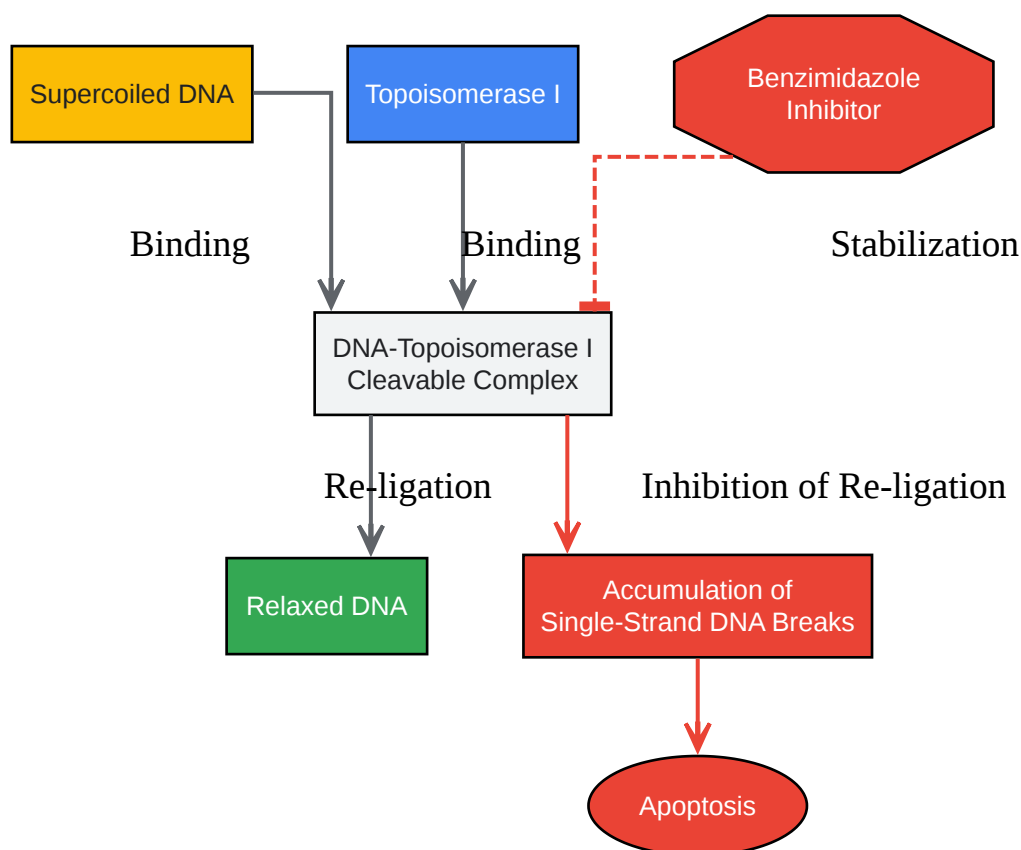 Supercoiled DNA
Topoisomerase I
Benzimidazole
Inhibitor
Binding
Binding
Stabilization
DNA-Topoisomerase I
Cleavable Complex
Re-ligation
Inhibition of Re-ligation
Relaxed DNA
Accumulation of
Single-Strand DNA Breaks
Apoptosis